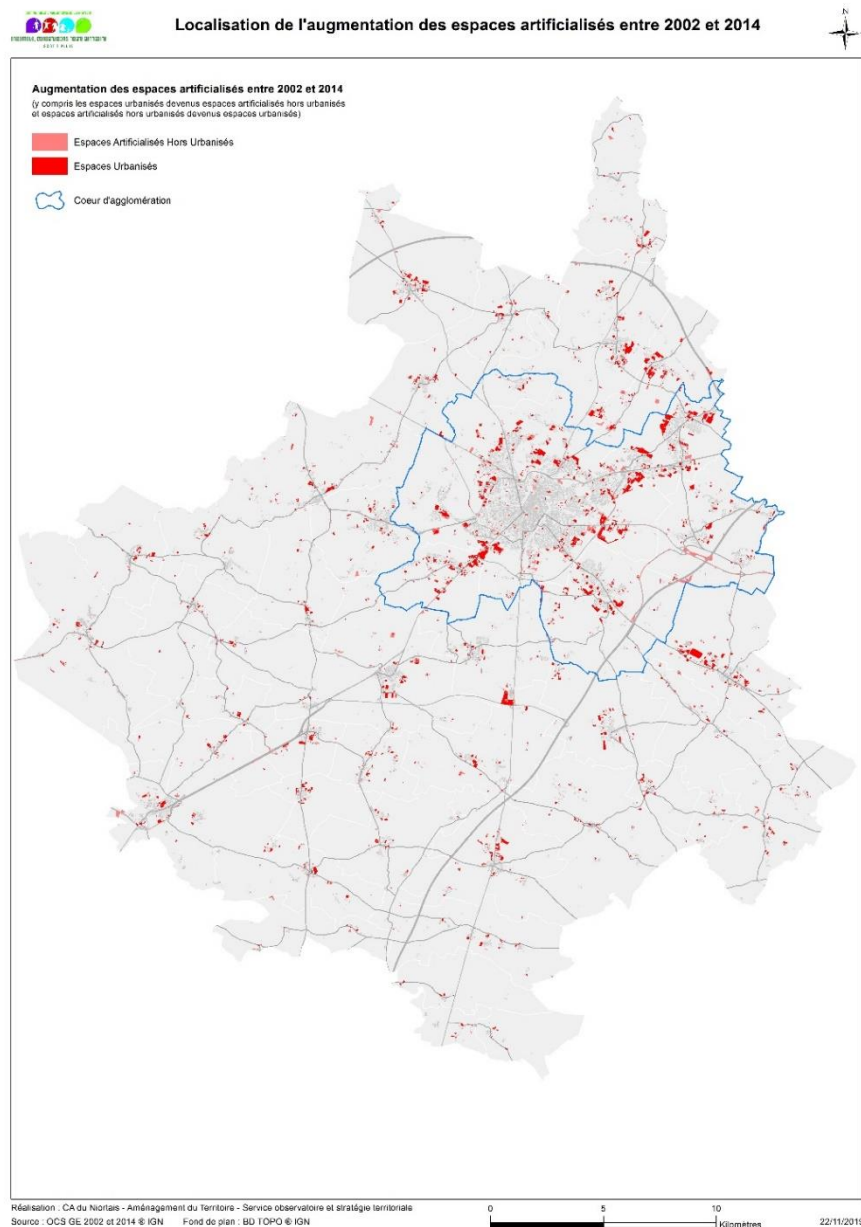 Localisation de l'augmentation des espaces artificialisés entre 2002 et 2014
N
Augmentation des espaces artificialisés entre 2002 et 2014
(y compris les espaces urbanisés devenus espaces artificialisés hors urbanisés
et espaces artificialisés hors urbanisés devenus espaces urbanisés)
Espaces Artificialisés Hors Urbanisés
Espaces Urbanisés
Coeur d'agglomération
Réalisation : CA du Niortais - Aménagement du Territoire - Service observatoire et stratégie territoriale
Source : OCS GE 2002 et 2014 © IGN Fond de plan : BD TOPO © IGN
0 5 10
Kilomètres
22/11/2019